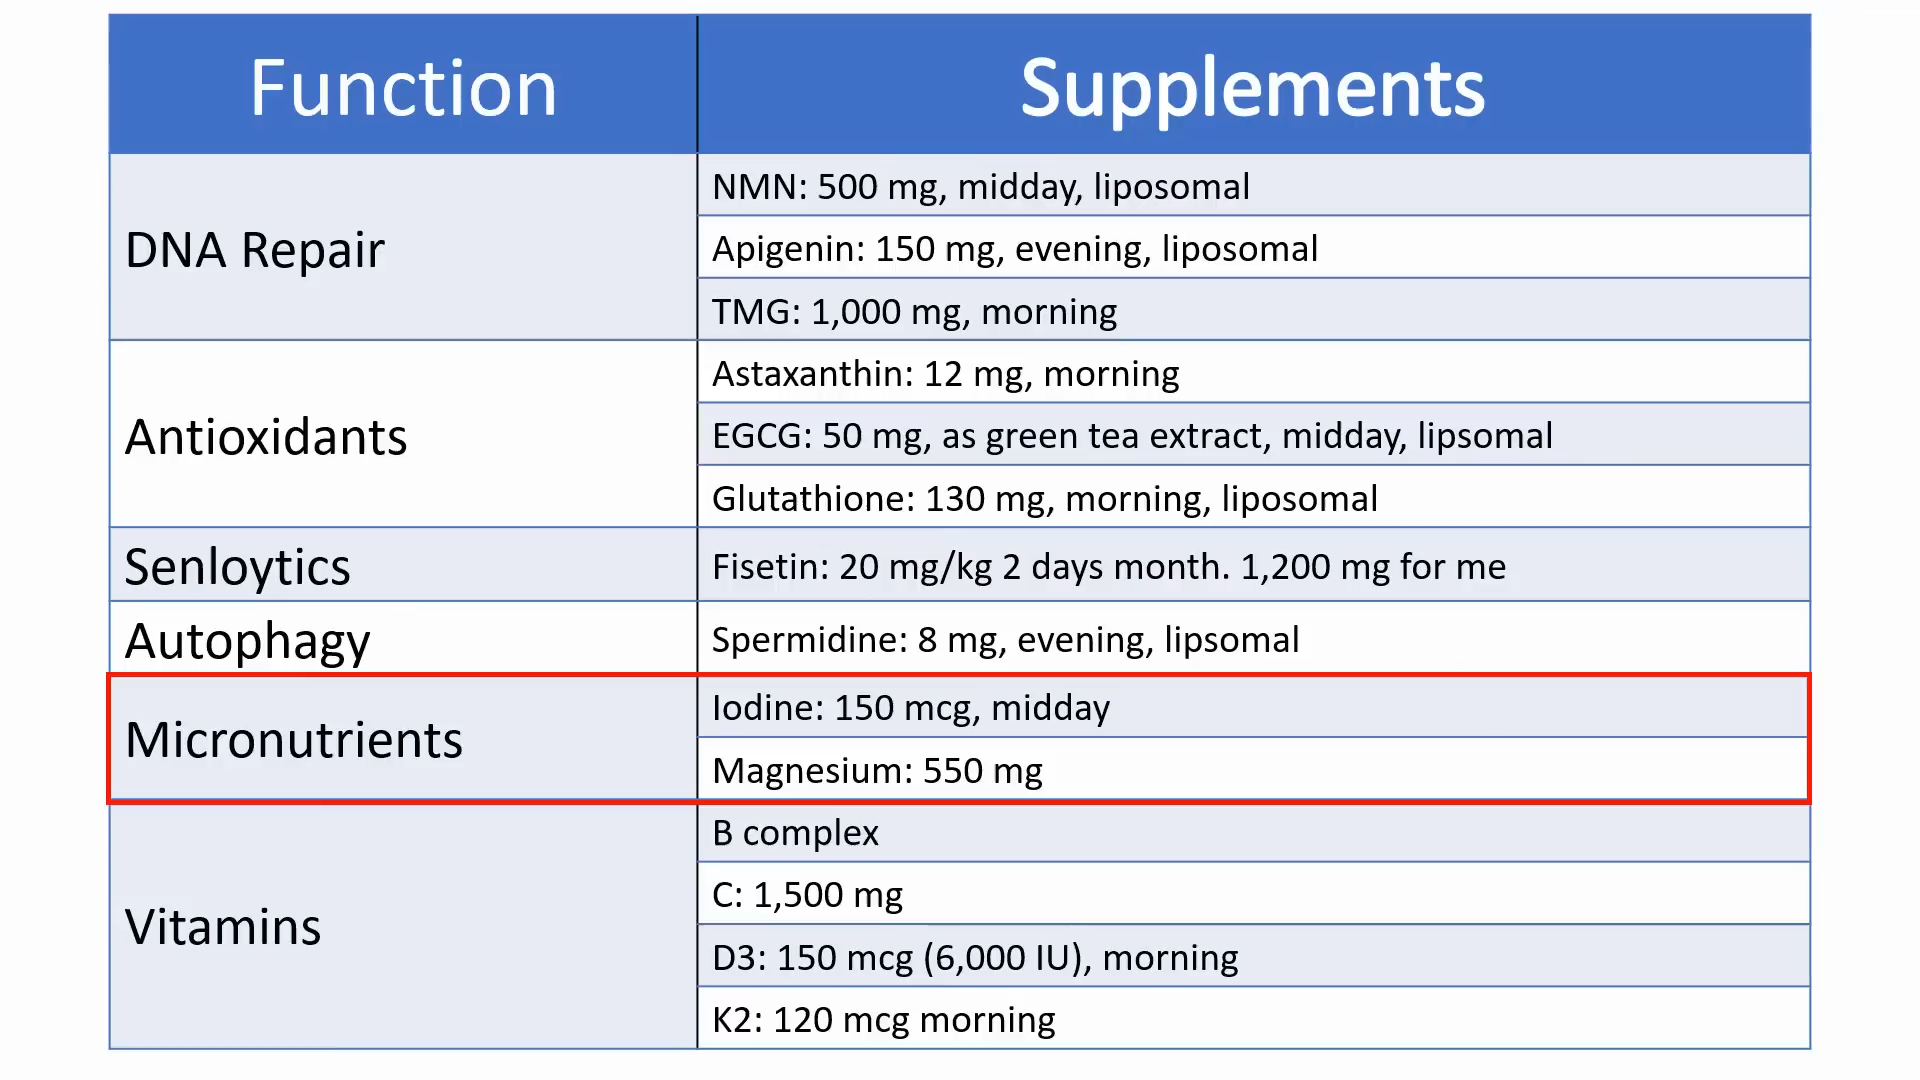 Function
Supplements
DNA Repair
NMN: 500 mg, midday, liposomal
Apigenin: 150 mg, evening, liposomal
TMG: 1,000 mg, morning
Antioxidants
Astaxanthin: 12 mg, morning
EGCG: 50 mg, as green tea extract, midday, lipsomal
Glutathione: 130 mg, morning, liposomal
Senloytics
Fisetin: 20 mg/kg 2 days month. 1,200 mg for me
Autophagy
Spermidine: 8 mg, evening, lipsomal
Micronutrients
Iodine: 150 mcg, midday
Magnesium: 550 mg
Vitamins
B complex
C: 1,500 mg
D3: 150 mcg (6,000 IU), morning
K2: 120 mcg morning